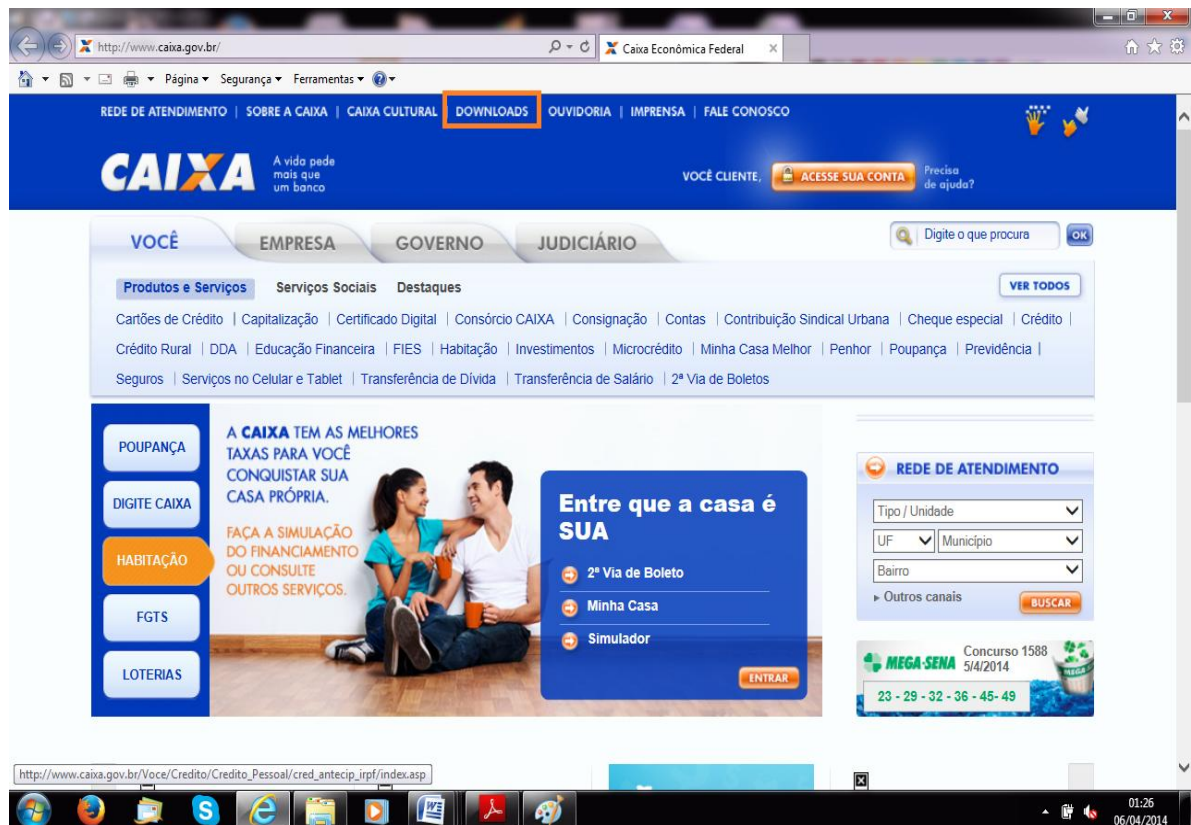 http://www.caixa.gov.br/
Caixa Econômica Federal
Página Segurança Ferramentas
REDE DE ATENDIMENTO | SOBRE A CAIXA | CAIXA CULTURAL | DOWNLOADS | OUVIDORIA | IMPRENSA | FALE CONOSCO
CAIXA
A vida pede
mais que
um banco
VOCÊ CLIENTE, ACESSE SUA CONTA
Precisa
de ajuda?
VOCÊ EMPRESA GOVERNO JUDICIÁRIO
Digite o que procura OK
Produtos e Serviços Serviços Sociais Destaques VER TODOS
Cartões de Crédito | Capitalização | Certificado Digital | Consórcio CAIXA | Consignação | Contas | Contribuição Sindical Urbana | Cheque especial | Crédito |
Crédito Rural | DDA | Educação Financeira | FIES | Habitação | Investimentos | Microcrédito | Minha Casa Melhor | Penhor | Poupança | Previdência |
Seguros | Serviços no Celular e Tablet | Transferência de Dívida | Transferência de Salário | 2ª Via de Boletos
POUPANÇA
DIGITE CAIXA
HABITAÇÃO
FGTS
LOTERIAS
A CAIXA TEM AS MELHORES
TAXAS PARA VOCÊ
CONQUISTAR SUA
CASA PRÓPRIA.
FAÇA A SIMULAÇÃO
DO FINANCIAMENTO
OU CONSULTE
OUTROS SERVIÇOS.
Entre que a casa é
SUA
2ª Via de Boleto
Minha Casa
Simulador
ENTRAR
REDE DE ATENDIMENTO
Tipo / Unidade
UF Município
Bairro
Outros canais
BUSCAR
MEGA-SENA
Concurso 1588
5/4/2014
23 - 29 - 32 - 36 - 45- 49
http://www.caixa.gov.br/Voce/Credito/Credito_Pessoal/cred_antecip_irpf/index.asp
01:26
06/04/2014